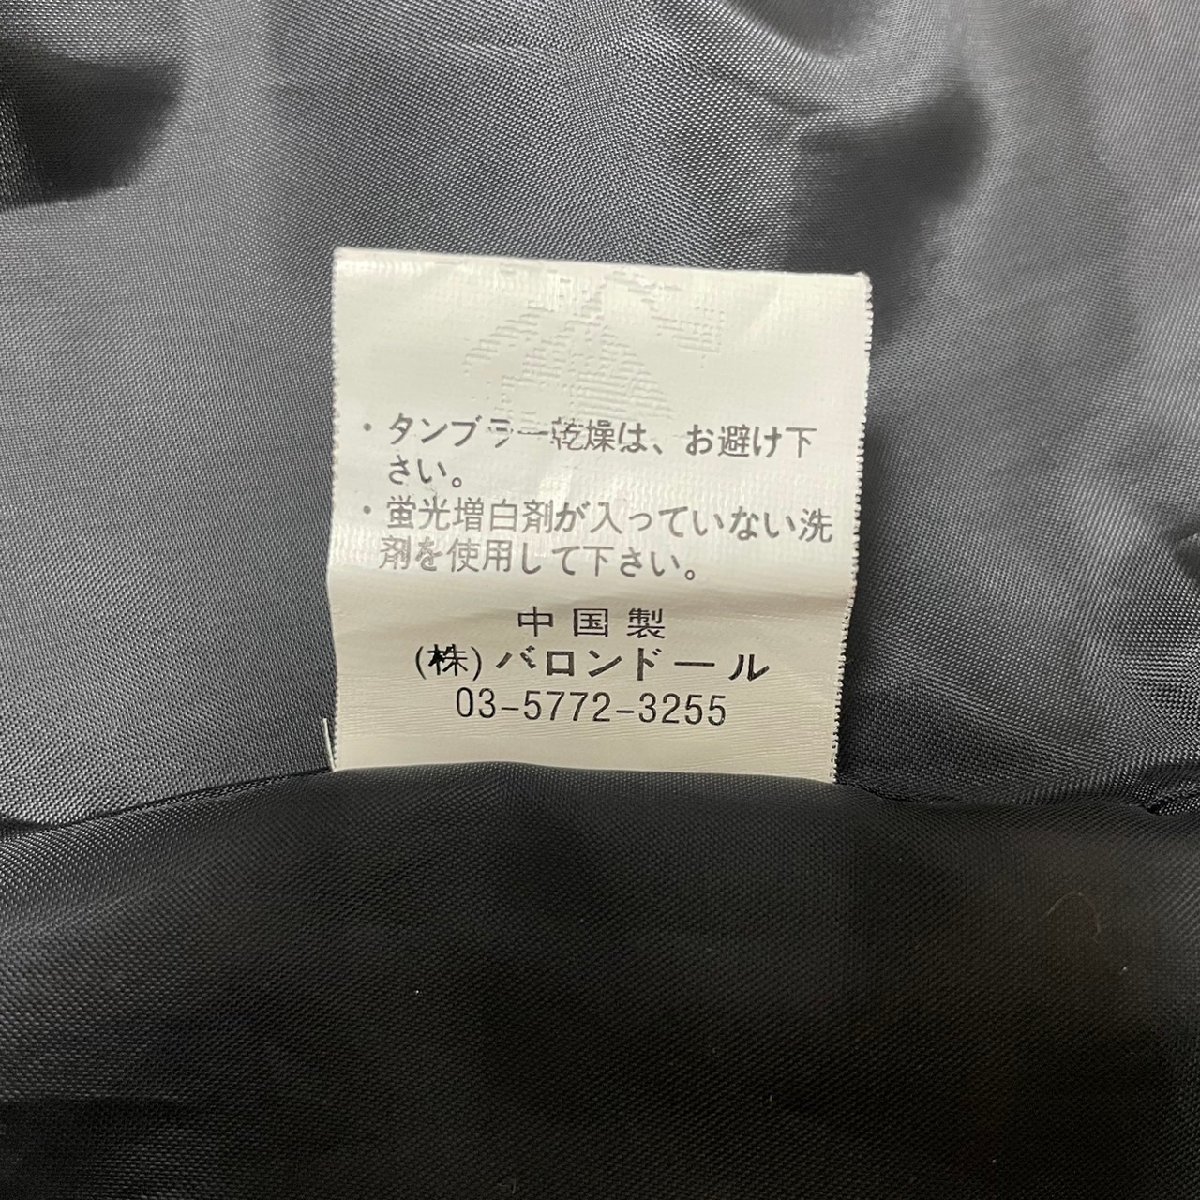 ・タンブラー乾燥は、お避け下
さい。
・蛍光増白剤が入っていない洗
剤を使用して下さい。
中国製
(株)バロンドール
03-5772-3255